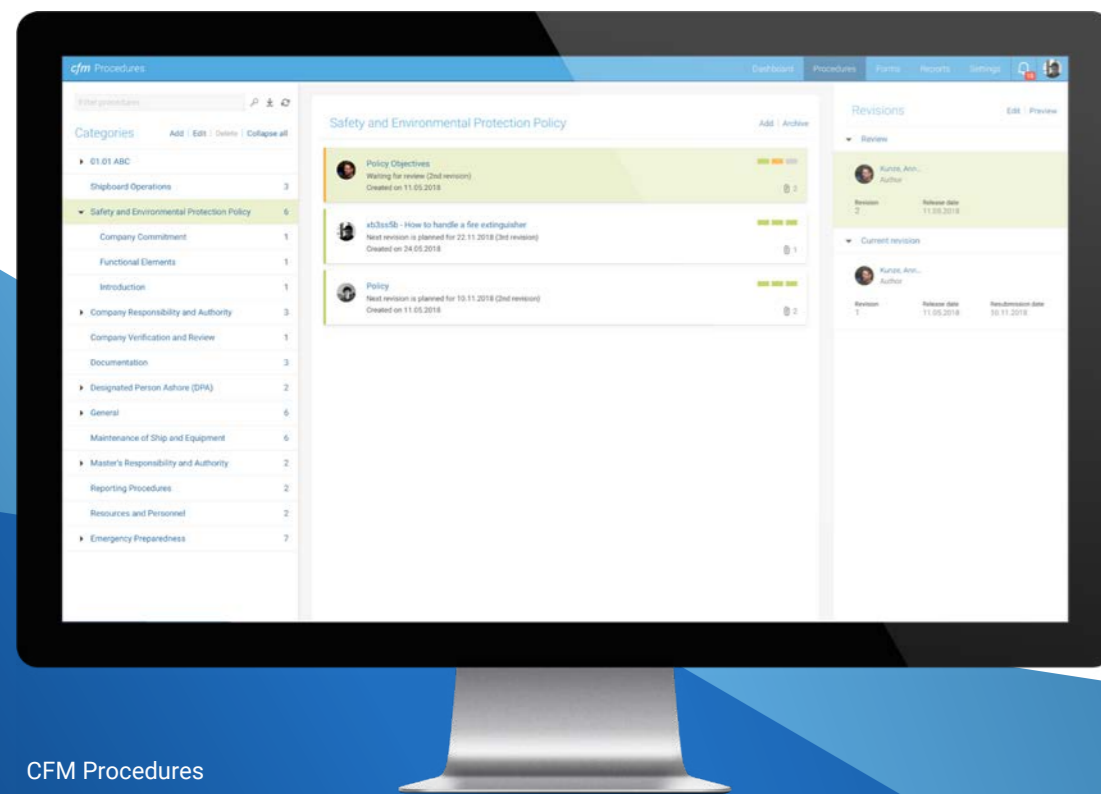 cfm Procedures
Dashboard Procedures Forms Reports Settings
Filter procedures
Categories Add Edit Delete Collapse all
01.01 ABC
Shipboard Operations 3
Safety and Environmental Protection Policy 6
Company Commitment 1
Functional Elements 1
Introduction 1
Company Responsibility and Authority 3
Company Verification and Review 1
Documentation 3
Designated Person Ashore (DPA) 2
General 6
Maintenance of Ship and Equipment 6
Master's Responsibility and Authority 2
Reporting Procedures 2
Resources and Personnel 2
Emergency Preparedness 7
Safety and Environmental Protection Policy Add Archive
Policy Objectives
Waiting for review (2nd revision)
Created on 11.05.2018
xb3ss5b - How to handle a fire extinguisher
Next revision is planned for 22.11.2018 (3rd revision)
Created on 24.05.2018
Policy
Next revision is planned for 10.11.2018 (2nd revision)
Created on 11.05.2018 2
Revisions Edit Preview
Review
Kunze, Ann...
Author
Revision Release date
2 11.05.2018
Current revision
Kunze, Ann...
Author
Revision Release date Resubmission date
1 11.05.2018 10.11.2018
CFM Procedures